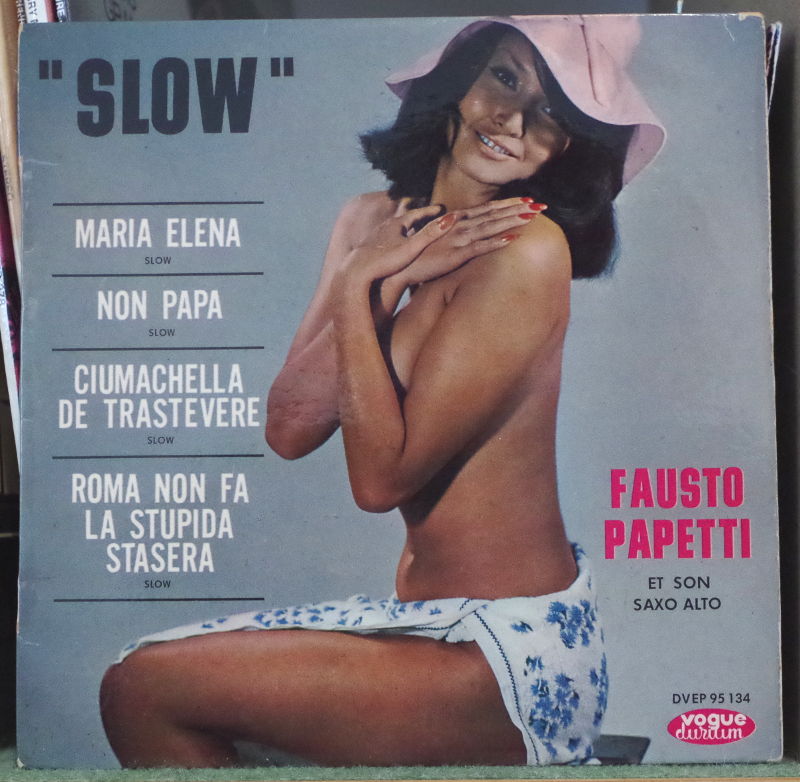 "SLOW"
MARIA ELENA
SLOW
NON PAPA
SLOW
CIUMACHELLA
DE TRASTEVERE
SLOW
ROMA NON FA
LA STUPIDA
STASERA
SLOW
FAUSTO
PAPETTI
ET SON
SAXO ALTO
DVEP 95 134
vogue
durium